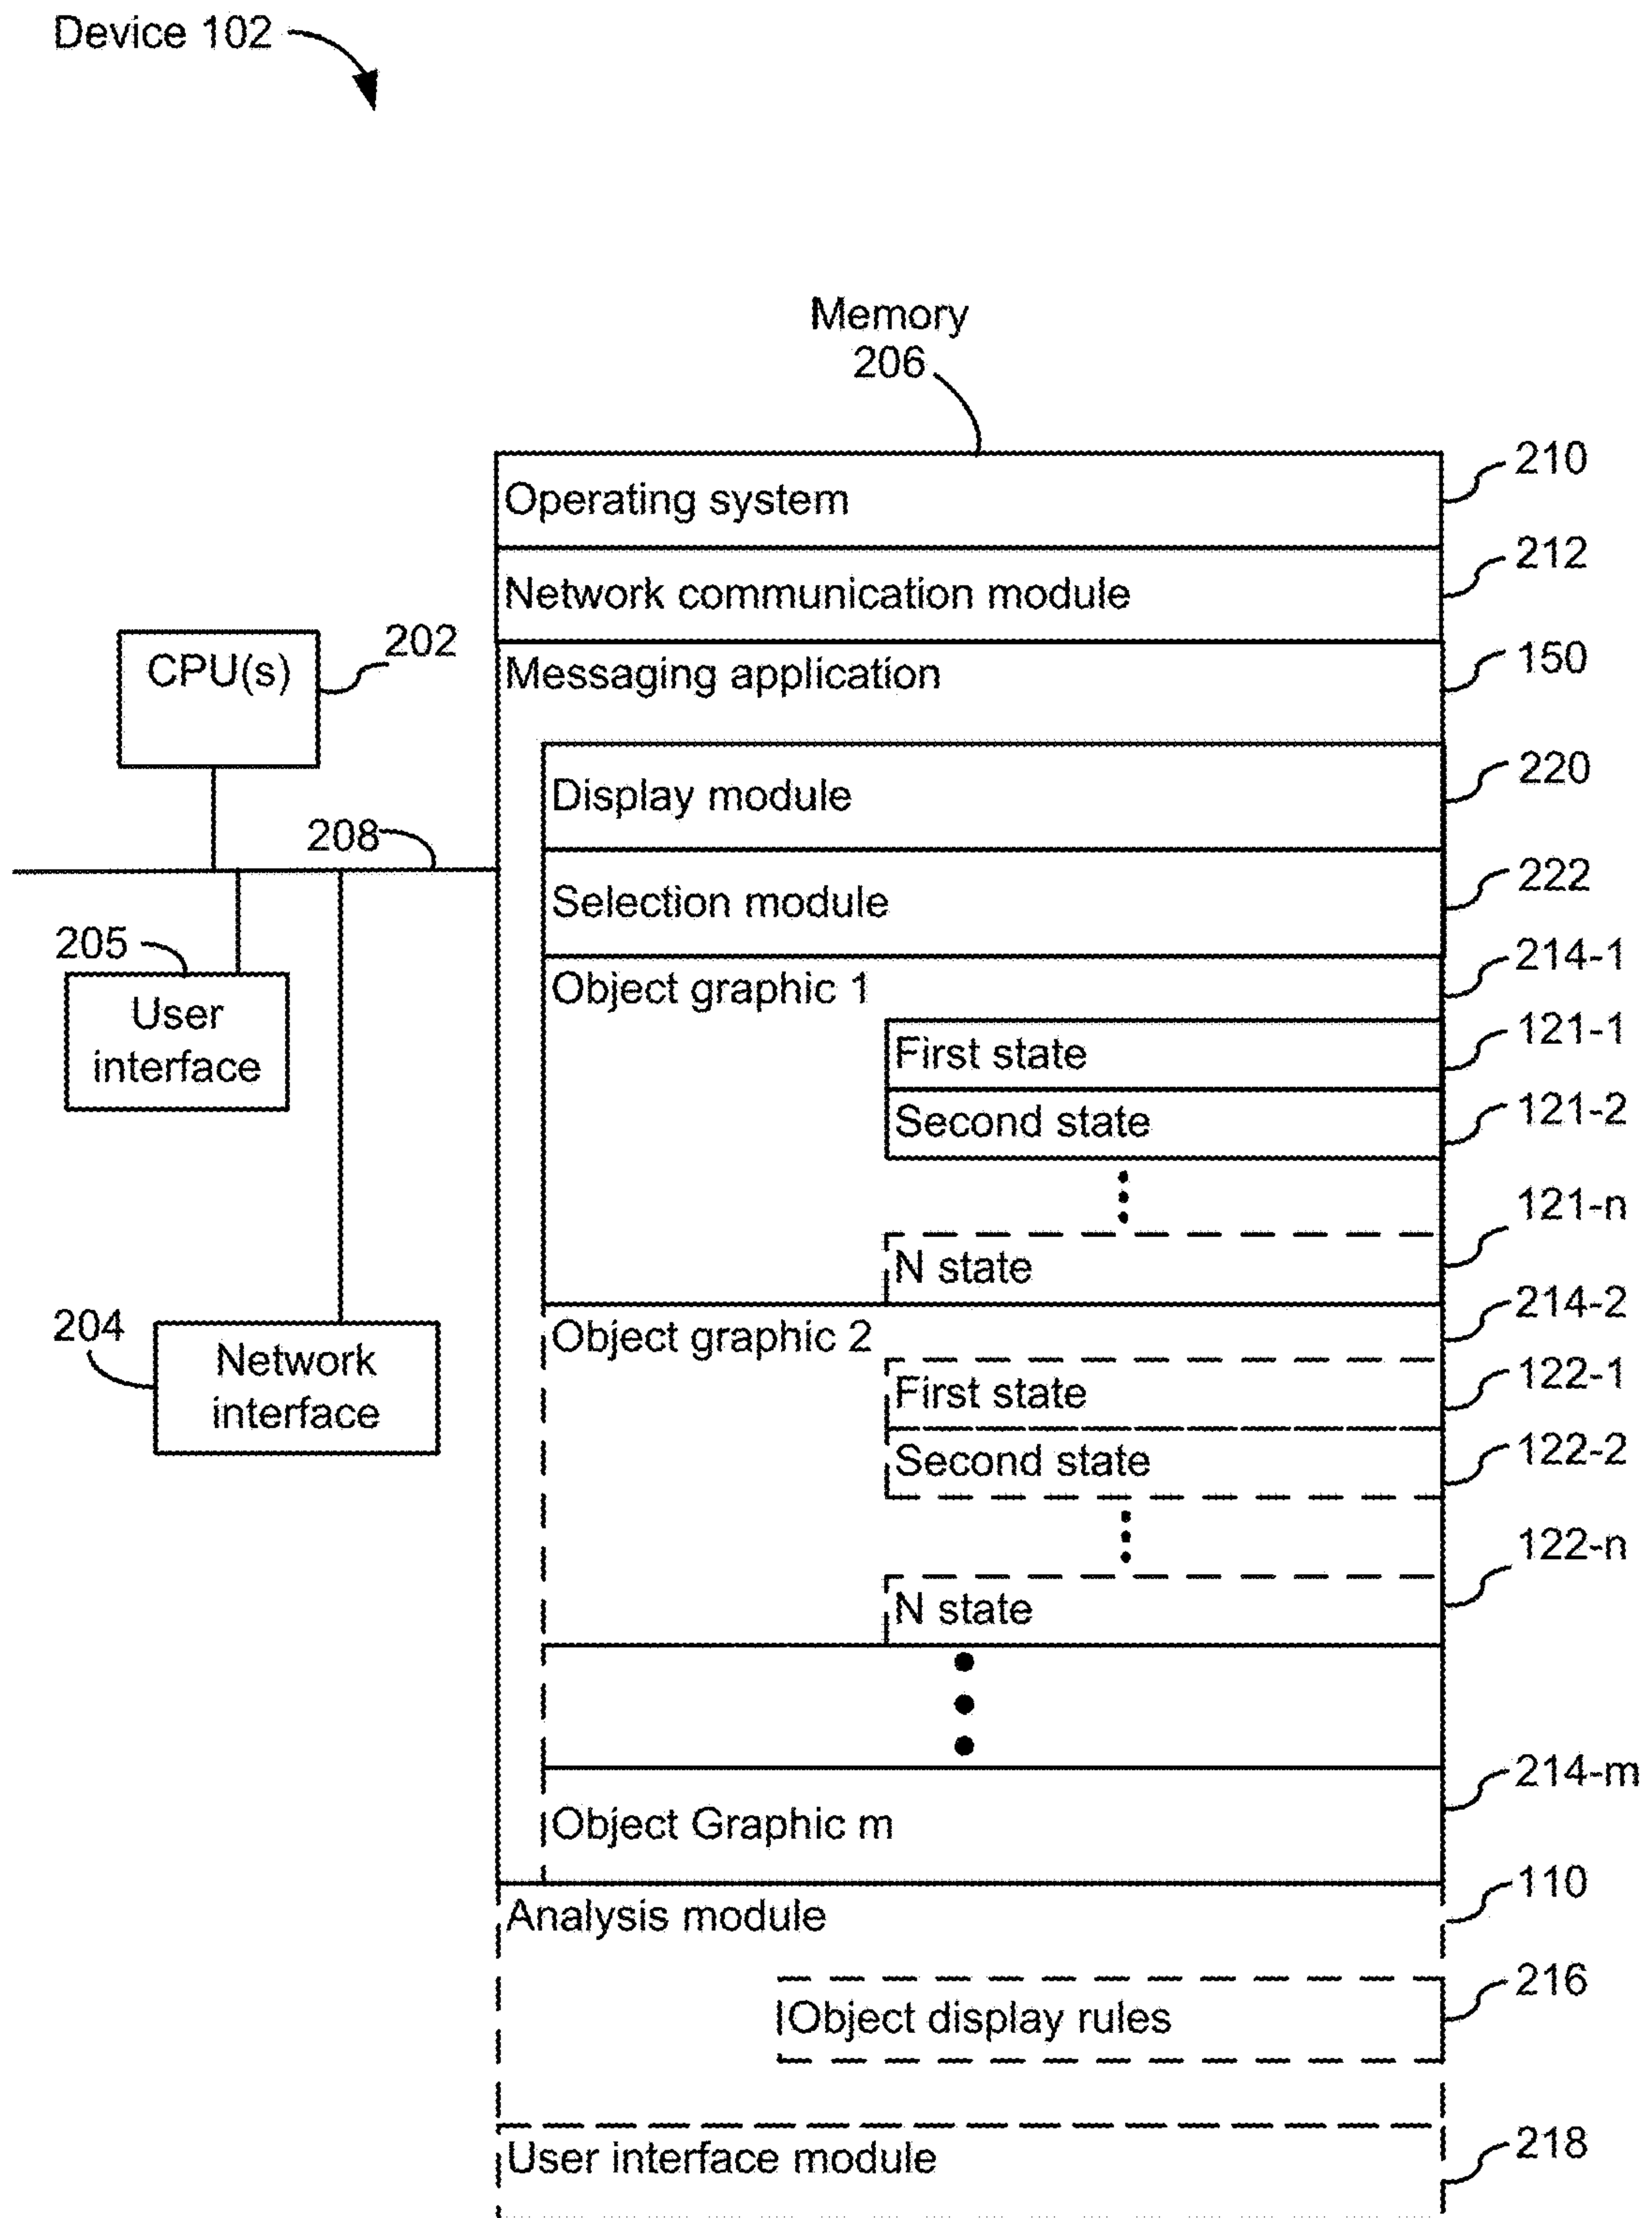 Device 102
Memory
206
Operating system
210
Network communication module
212
CPU(s)
202
Messaging application
150
Display module
220
208
Selection module
222
205
User
interface
Object graphic 1
214-1
First state
121-1
Second state
121-2
N state
121-n
204
Network
interface
Object graphic 2
214-2
First state
122-1
Second state
122-2
N state
122-n
Object Graphic m
214-m
Analysis module
110
Object display rules
216
User interface module
218